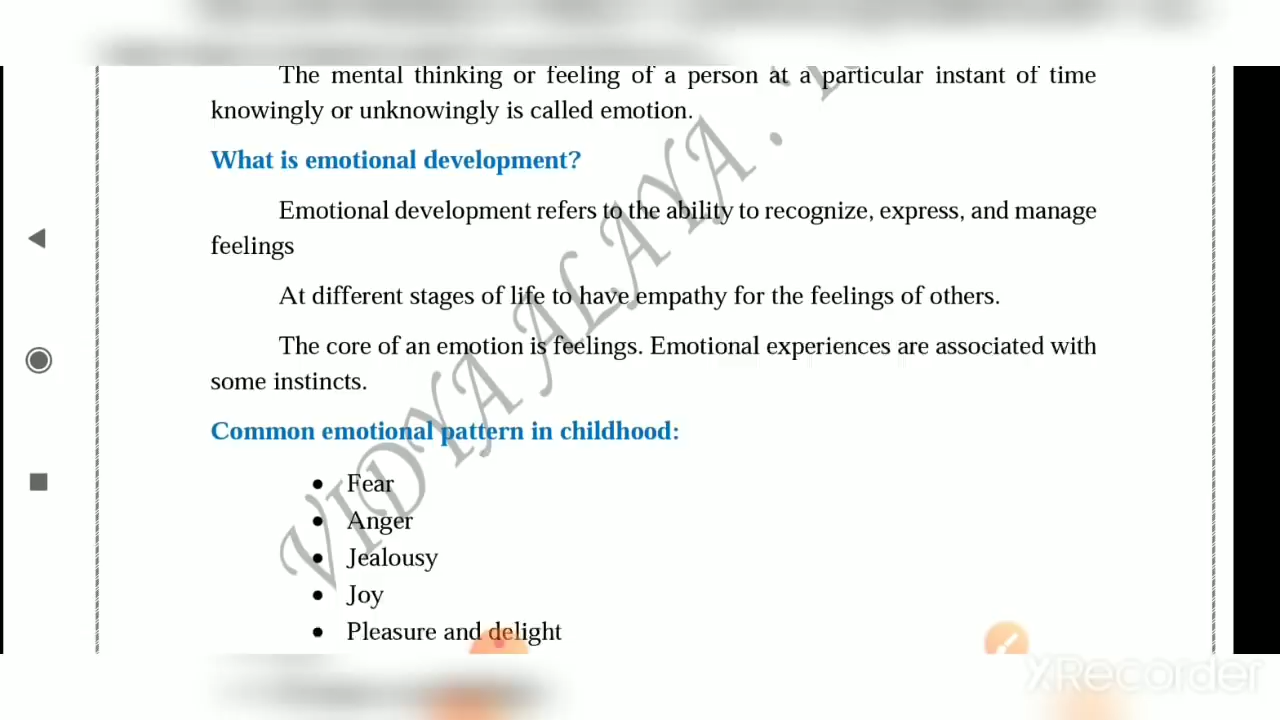 The mental thinking or feeling of a person at a particular instant of time
knowingly or unknowingly is called emotion.
What is emotional development?
Emotional development refers to the ability to recognize, express, and manage
feelings
At different stages of life to have empathy for the feelings of others.
The core of an emotion is feelings. Emotional experiences are associated with
some instincts.
Common emotional pattern in childhood:
• Fear
• Anger
• Jealousy
• Joy
• Pleasure and delight
VIDYA ALAYA .
XRecorder